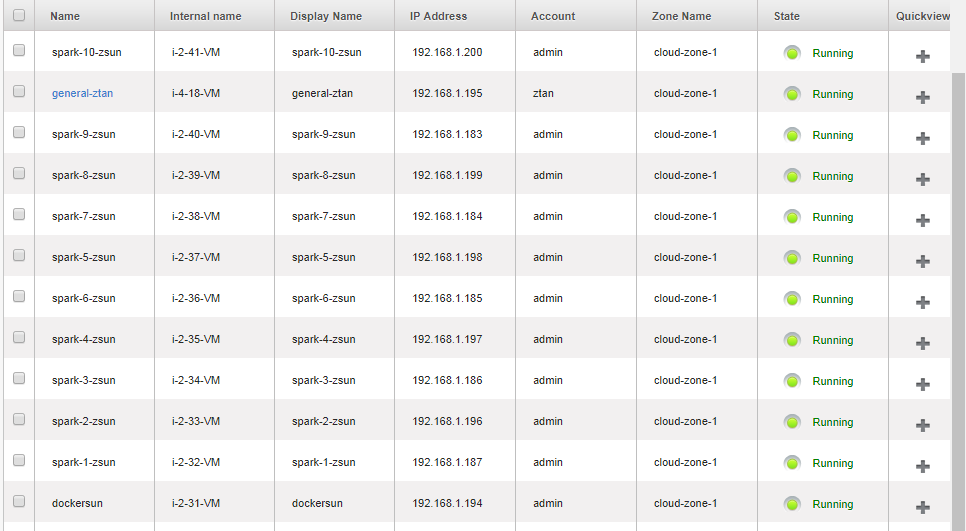 Name Internal name Display Name IP Address Account Zone Name State Quickview
spark-10-zsun i-2-41-VM spark-10-zsun 192.168.1.200 admin cloud-zone-1 Running
general-ztan i-4-18-VM general-ztan 192.168.1.195 ztan cloud-zone-1 Running
spark-9-zsun i-2-40-VM spark-9-zsun 192.168.1.183 admin cloud-zone-1 Running
spark-8-zsun i-2-39-VM spark-8-zsun 192.168.1.199 admin cloud-zone-1 Running
spark-7-zsun i-2-38-VM spark-7-zsun 192.168.1.184 admin cloud-zone-1 Running
spark-5-zsun i-2-37-VM spark-5-zsun 192.168.1.198 admin cloud-zone-1 Running
spark-6-zsun i-2-36-VM spark-6-zsun 192.168.1.185 admin cloud-zone-1 Running
spark-4-zsun i-2-35-VM spark-4-zsun 192.168.1.197 admin cloud-zone-1 Running
spark-3-zsun i-2-34-VM spark-3-zsun 192.168.1.186 admin cloud-zone-1 Running
spark-2-zsun i-2-33-VM spark-2-zsun 192.168.1.196 admin cloud-zone-1 Running
spark-1-zsun i-2-32-VM spark-1-zsun 192.168.1.187 admin cloud-zone-1 Running
dockersun i-2-31-VM dockersun 192.168.1.194 admin cloud-zone-1 Running